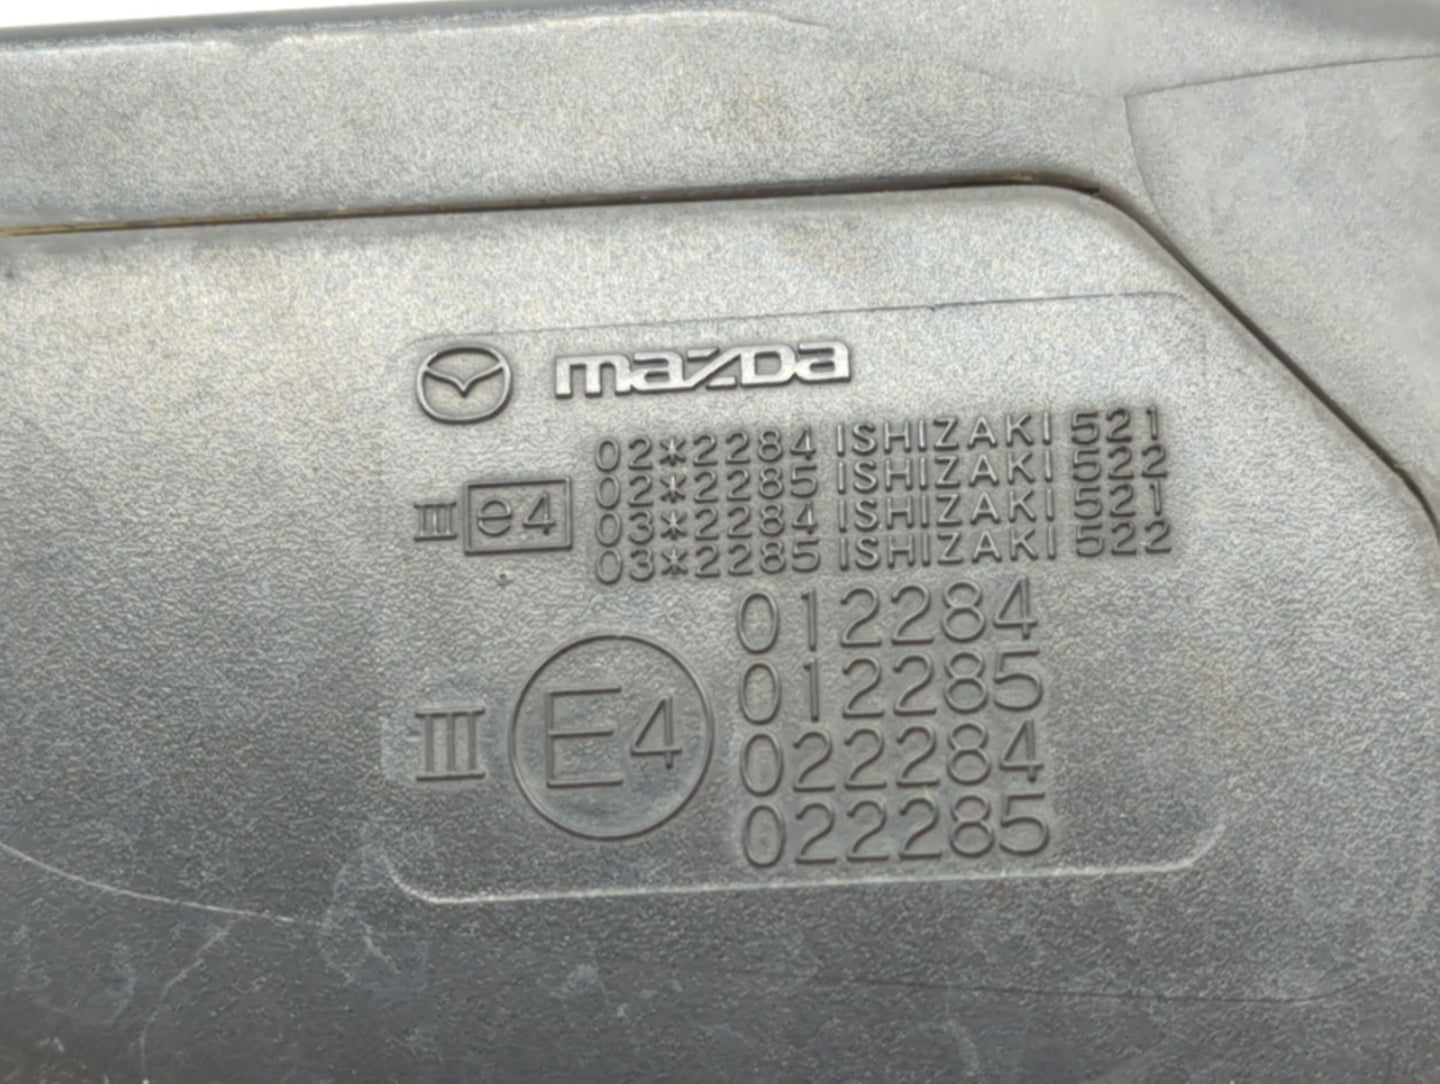 mazda
02*2284 ISHIZAKI 521
02*2285 ISHIZAKI 522
III e4 03*2284 ISHIZAKI 521
03*2285 ISHIZAKI 522
012284
012285
III E4 022284
022285